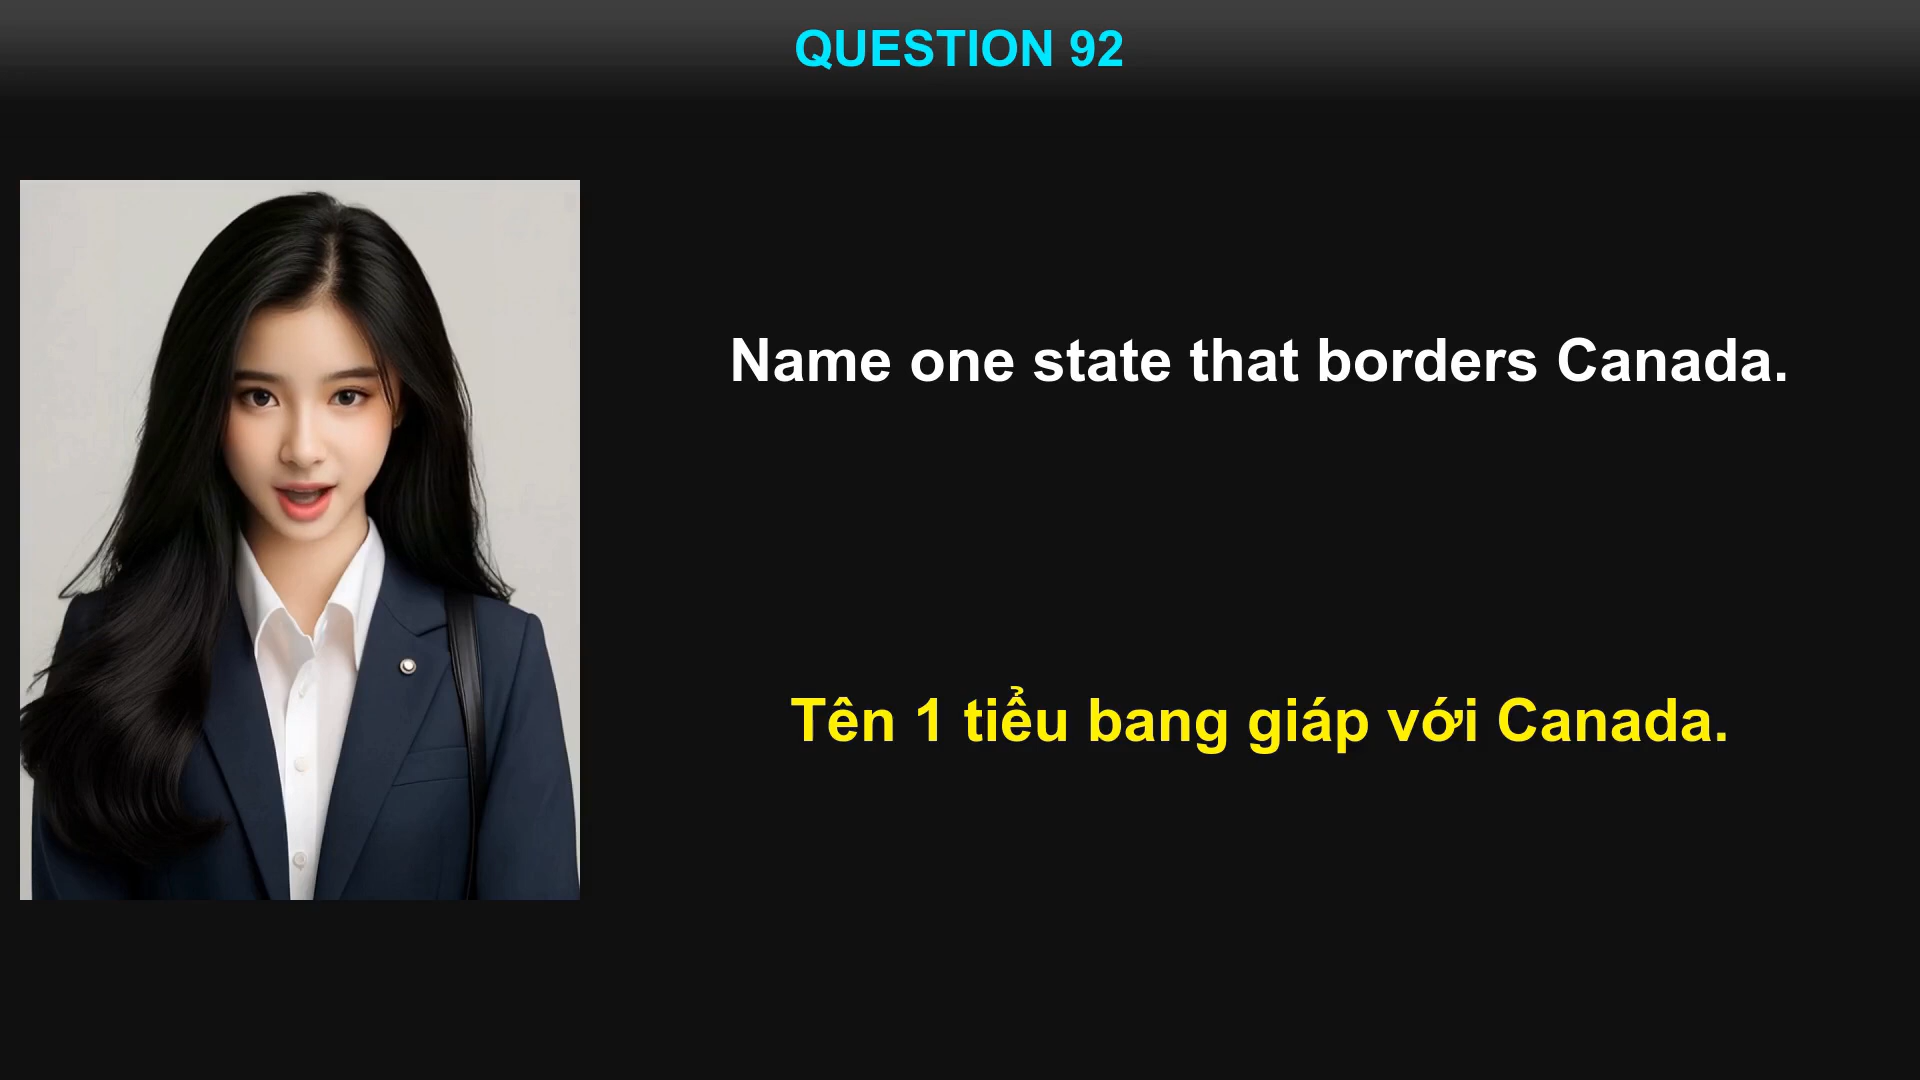 QUESTION 92
Name one state that borders Canada.
Tên 1 tiểu bang giáp với Canada.